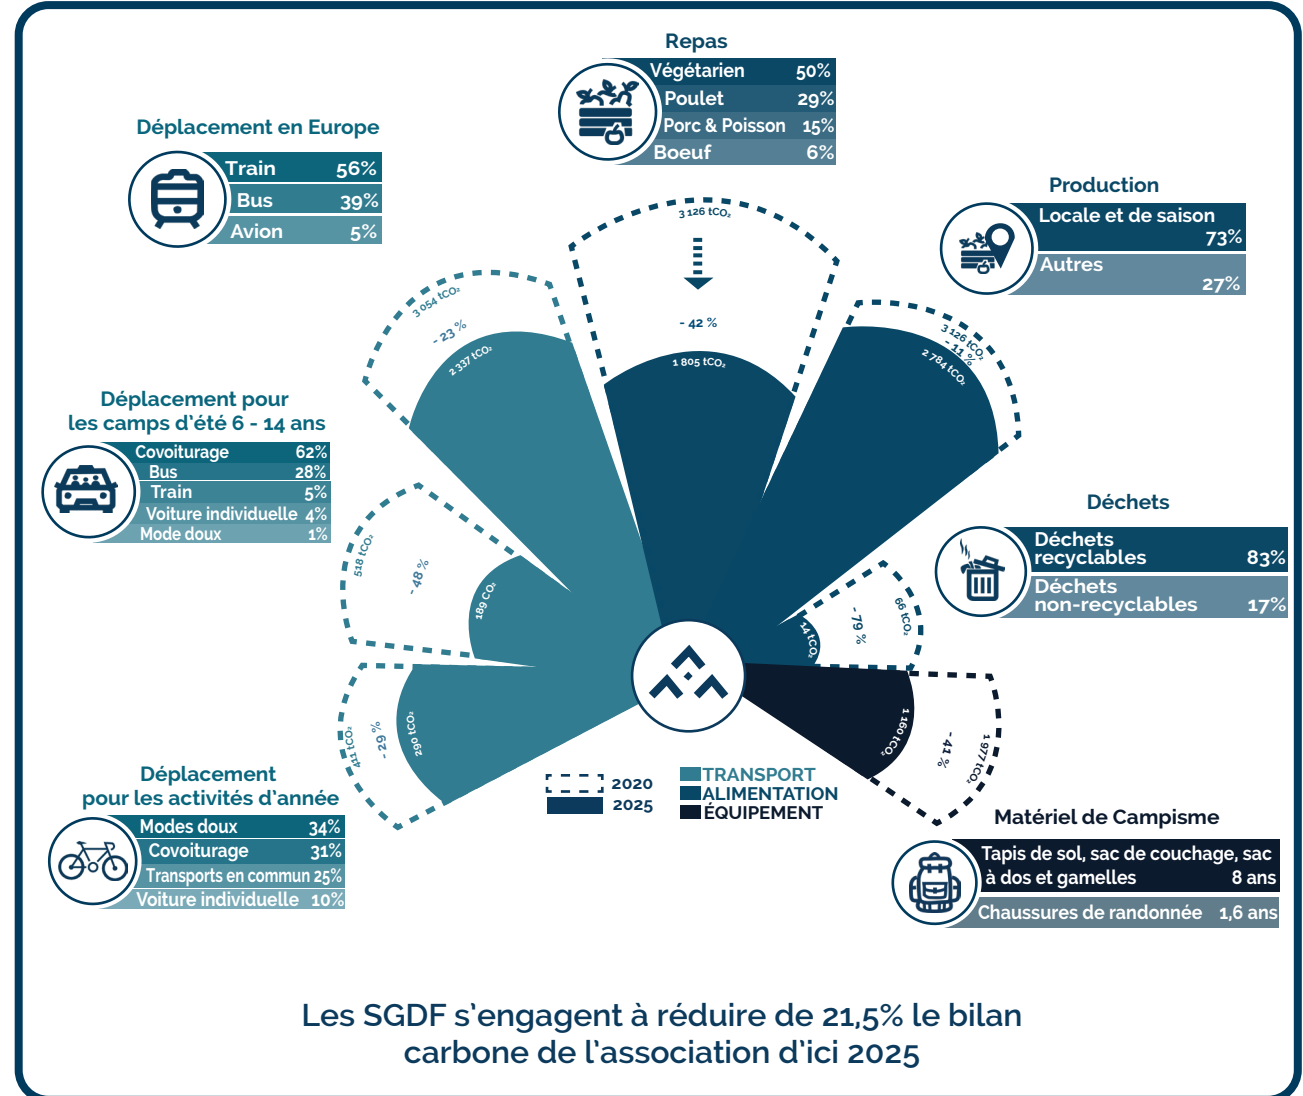 Repas
Végétarien 50%
Poulet 29%
Porc & Poisson 15%
Boeuf 6%
Déplacement en Europe
Train 56%
Bus 39%
Avion 5%
Production
Locale et de saison
73%
Autres
27%
3 126 tCO₂
- 42 %
1 805 tCO₂
3 054 tCO₂
- 23 %
2 337 tCO₂
3 126 tCO₂
- 11 %
2 784 tCO₂
Déplacement pour
les camps d'été 6 - 14 ans
Covoiturage 62%
Bus 28%
Train 5%
Voiture individuelle 4%
Mode doux 1%
518 tCO₂
- 48 %
189 CO₂
Déchets
Déchets
recyclables 83%
Déchets
non-recyclables 17%
66 tCO₂
- 79 %
14 tCO₂
411 tCO₂
- 29 %
290 tCO₂
1 160 tCO₂
- 41 %
1 977 tCO₂
Déplacement
pour les activités d'année
Modes doux 34%
Covoiturage 31%
Transports en commun 25%
Voiture individuelle 10%
2020
2025
TRANSPORT
ALIMENTATION
ÉQUIPEMENT
Matériel de Campisme
Tapis de sol, sac de couchage, sac
à dos et gamelles 8 ans
Chaussures de randonnée 1,6 ans
Les SGDF s'engagent à réduire de 21,5% le bilan
carbone de l'association d'ici 2025